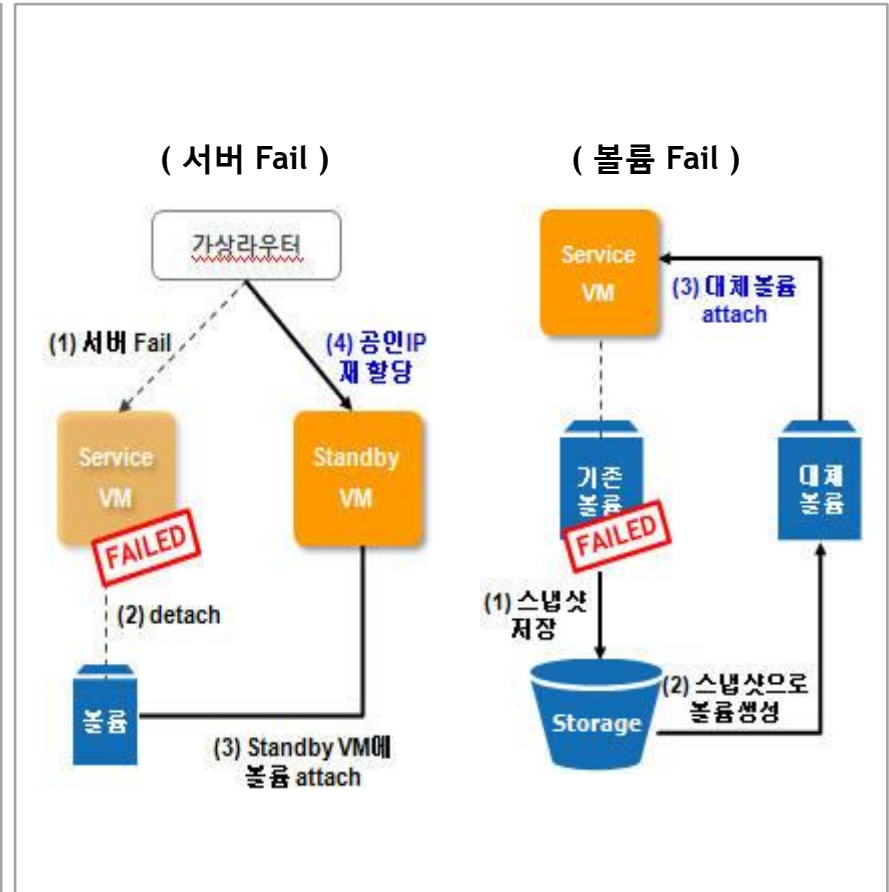 ( 서버 Fail )
가상라우터
(1) 서버 Fail
(4) 공인IP
재 할당
Service
VM
FAILED
Standby
VM
(2) detach
볼륨
(3) Standby VM에
볼륨 attach
( 볼륨 Fail )
Service
VM
(3) 대체볼륨
attach
기존
볼륨
FAILED
대체
볼륨
(1) 스냅샷
저장
Storage
(2) 스냅샷으로
볼륨생성